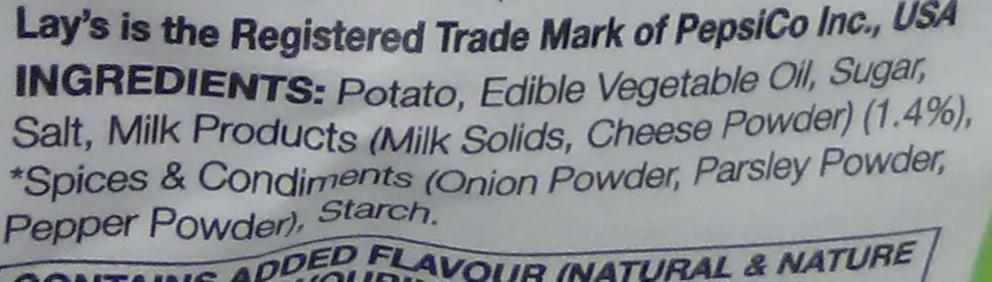 Lay's is the Registered Trade Mark of PepsiCo Inc., USA
INGREDIENTS: Potato, Edible Vegetable Oil, Sugar,
Salt, Milk Products (Milk Solids, Cheese Powder) (1.4%),
*Spices & Condiments (Onion Powder, Parsley Powder,
Pepper Powder), Starch.
CONTAINS ADDED FLAVOUR (NATURAL & NATURE